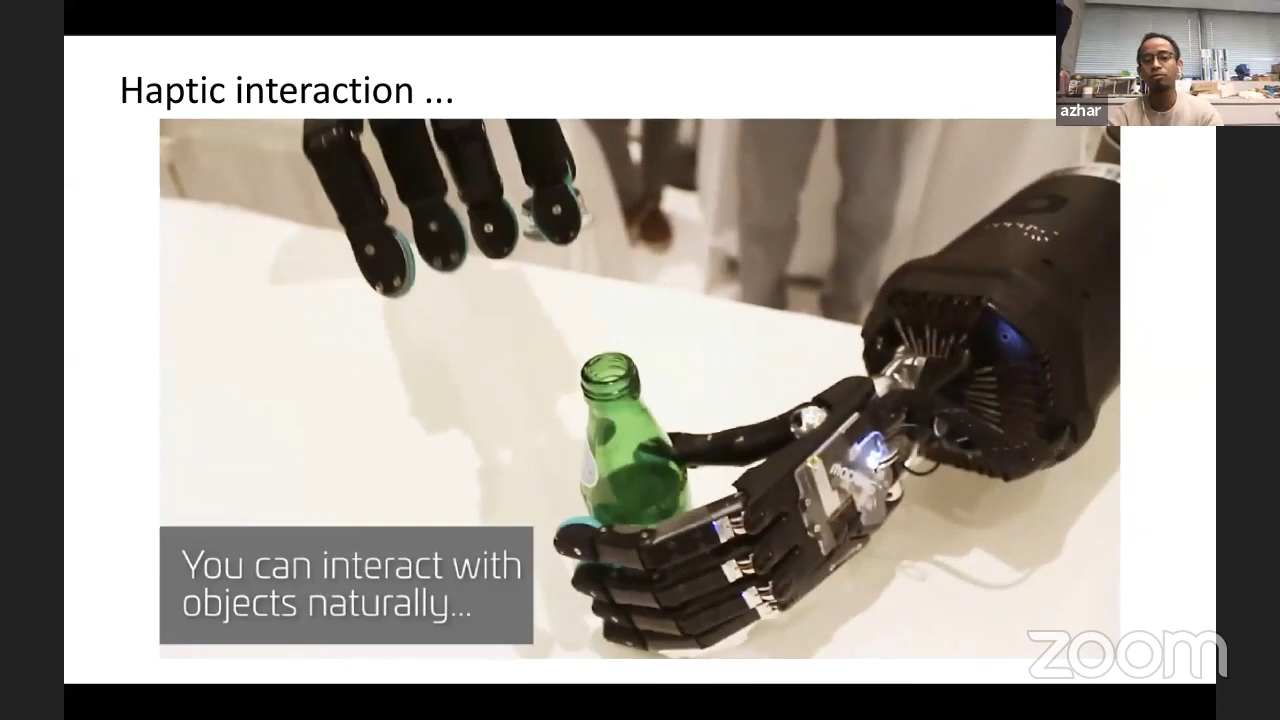 Haptic interaction ...
azhar
You can interact with
objects naturally...
zoom